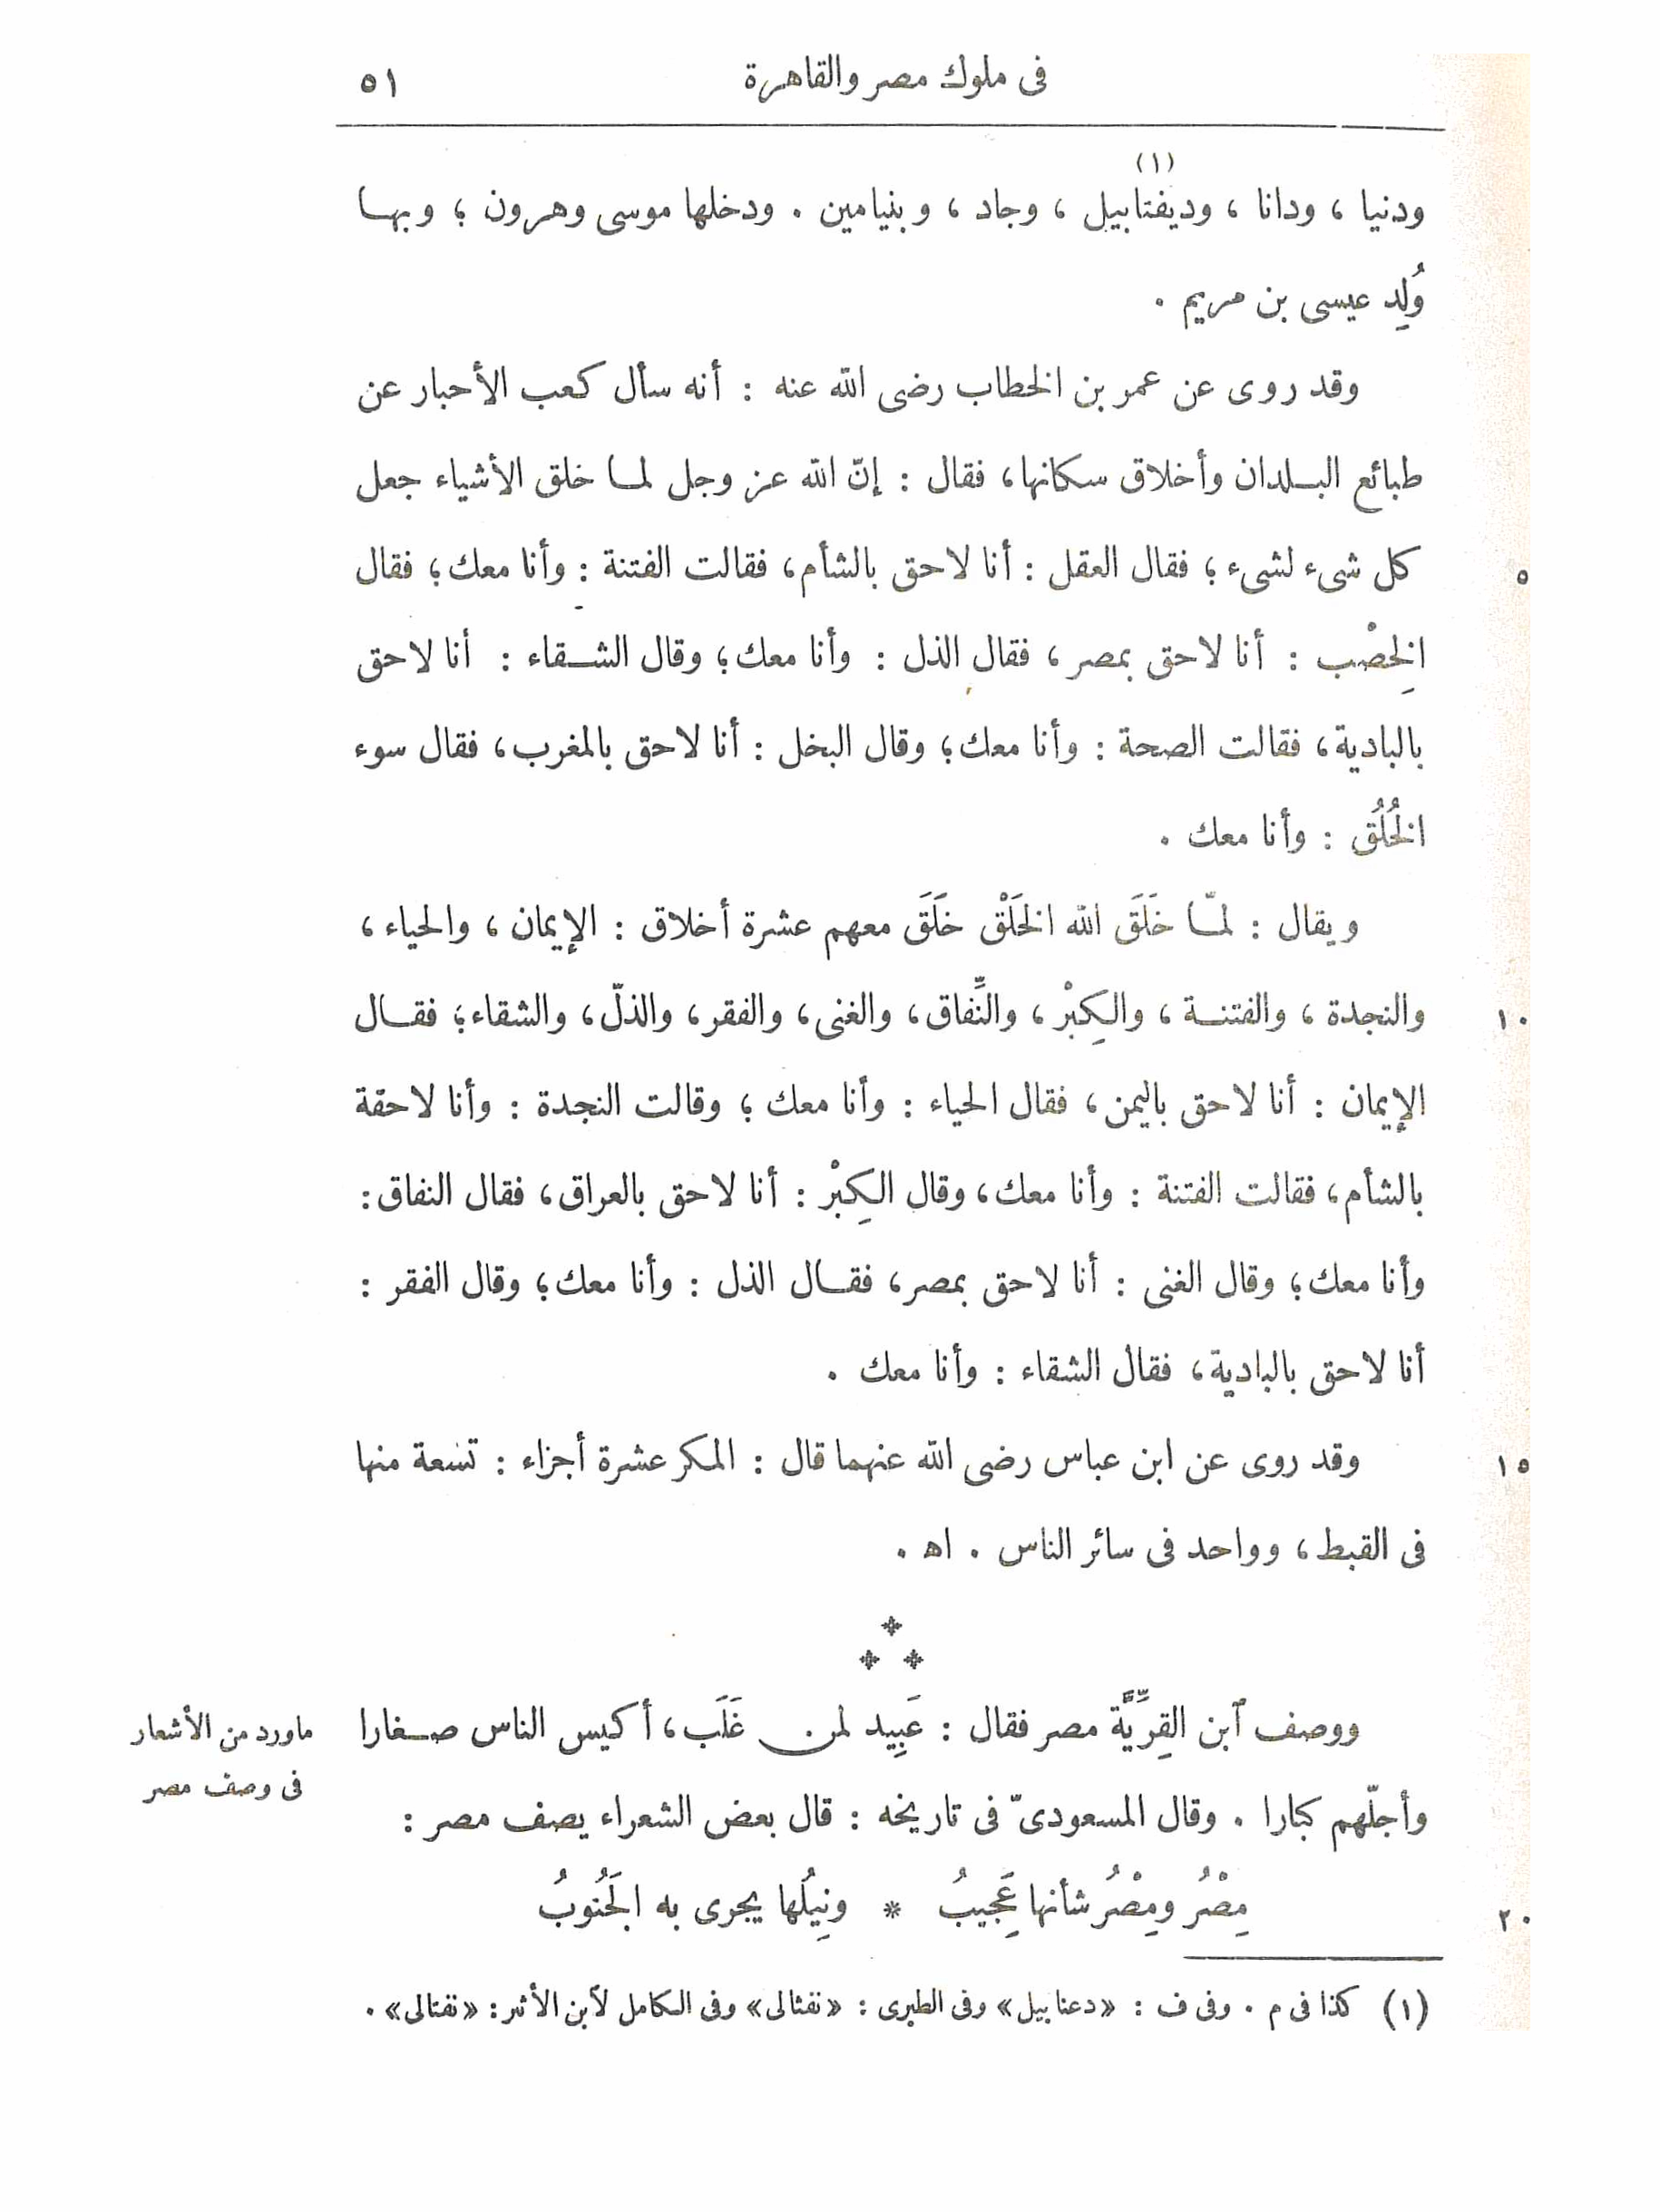 فى ملوك مصر والقاهرة ٥١
ودنيا ، ودانا ، وديفتابيل (١) ، وجاد ، وبنيامين . ودخلها موسى وهرون ؛ وبها
وُلِد عيسى بن مريم .
وقد روى عن عمر بن الخطاب رضى الله عنه : أنه سأل كعب الأحبار عن
طبائع البلدان وأخلاق سكانها ، فقال : إنّ الله عز وجل لما خلق الأشياء جعل
كل شىء لشىء ؛ فقال العقل : أنا لاحق بالشأم ، فقالت الفتنة : وأنا معك ؛ فقال ٥
الخِصْب : أنا لاحق بمصر ، فقال الذل : وأنا معك ؛ وقال الشقاء : أنا لاحق
بالبادية ، فقالت الصحة : وأنا معك ؛ وقال البخل : أنا لاحق بالمغرب ، فقال سوء
الخُلُق : وأنا معك .
ويقال : لمّا خَلَقَ الله الخَلْق خَلَقَ معهم عشرة أخلاق : الإيمان ، والحياء ،
والنجدة ، والفتنة ، والكِبْر ، والنِّفاق ، والغنى ، والفقر ، والذلّ ، والشقاء ؛ فقال ١٠
الإيمان : أنا لاحق باليمن ، فقال الحياء : وأنا معك ؛ وقالت النجدة : وأنا لاحقة
بالشأم ، فقالت الفتنة : وأنا معك ، وقال الكِبْر : أنا لاحق بالعراق ، فقال النفاق :
وأنا معك ؛ وقال الغنى : أنا لاحق بمصر ، فقال الذل : وأنا معك ؛ وقال الفقر :
أنا لاحق بالبادية ، فقال الشقاء : وأنا معك .
وقد روى عن ابن عباس رضى الله عنهما قال : المكر عشرة أجزاء : تسعة منها ١٥
فى القبط ، وواحد فى سائر الناس . اه .
ووصف ٱبن القِرِّيَّة مصر فقال : عَبِيد لمن غَلَب ، أكيس الناس صغارا
وأجلّهم كبارا . وقال المسعودىّ فى تاريخه : قال بعض الشعراء يصف مصر :
ماورد من الأشعار
فى وصف مصر
مِصْرُ ومِصْرُ شأنها عَجِيبُ * ونِيلُها يجرى به الجَنُوبُ ٢٠
(١) كذا فى م . وفى ف : «دعنابيل» وفى الطبرى : «نفثالى» وفى الكامل لأبن الأثير : «نفتالى» .